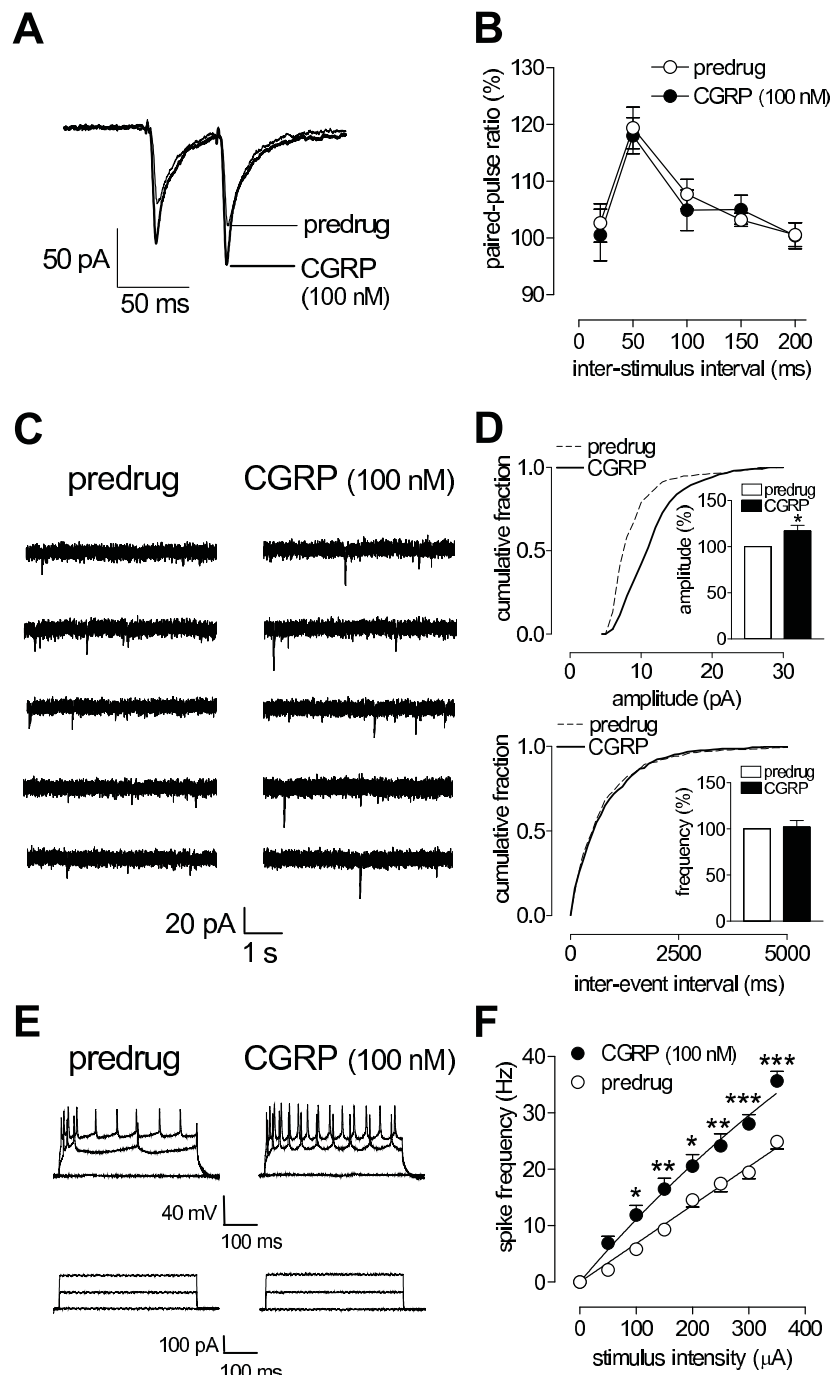 A
predrug
50 pA
CGRP
(100 nM)
50 ms
B
predrug
CGRP (100 nM)
paired-pulse ratio (%)
130
120
110
100
90
0 50 100 150 200
inter-stimulus interval (ms)
C
predrug CGRP (100 nM)
20 pA
1 s
D
predrug
CGRP
cumulative fraction
1.0
0.5
0.0
0 10 20 30
amplitude (pA)
predrug
CGRP
amplitude (%)
150
100
50
0
*
predrug
CGRP
cumulative fraction
1.0
0.5
0.0
0 2500 5000
inter-event interval (ms)
predrug
CGRP
frequency (%)
150
100
50
0
E
predrug CGRP (100 nM)
40 mV
100 ms
100 pA
100 ms
F
CGRP (100 nM)
predrug
spike frequency (Hz)
40
30
20
10
0
* ** * ** *** ***
0 100 200 300 400
stimulus intensity (µA)